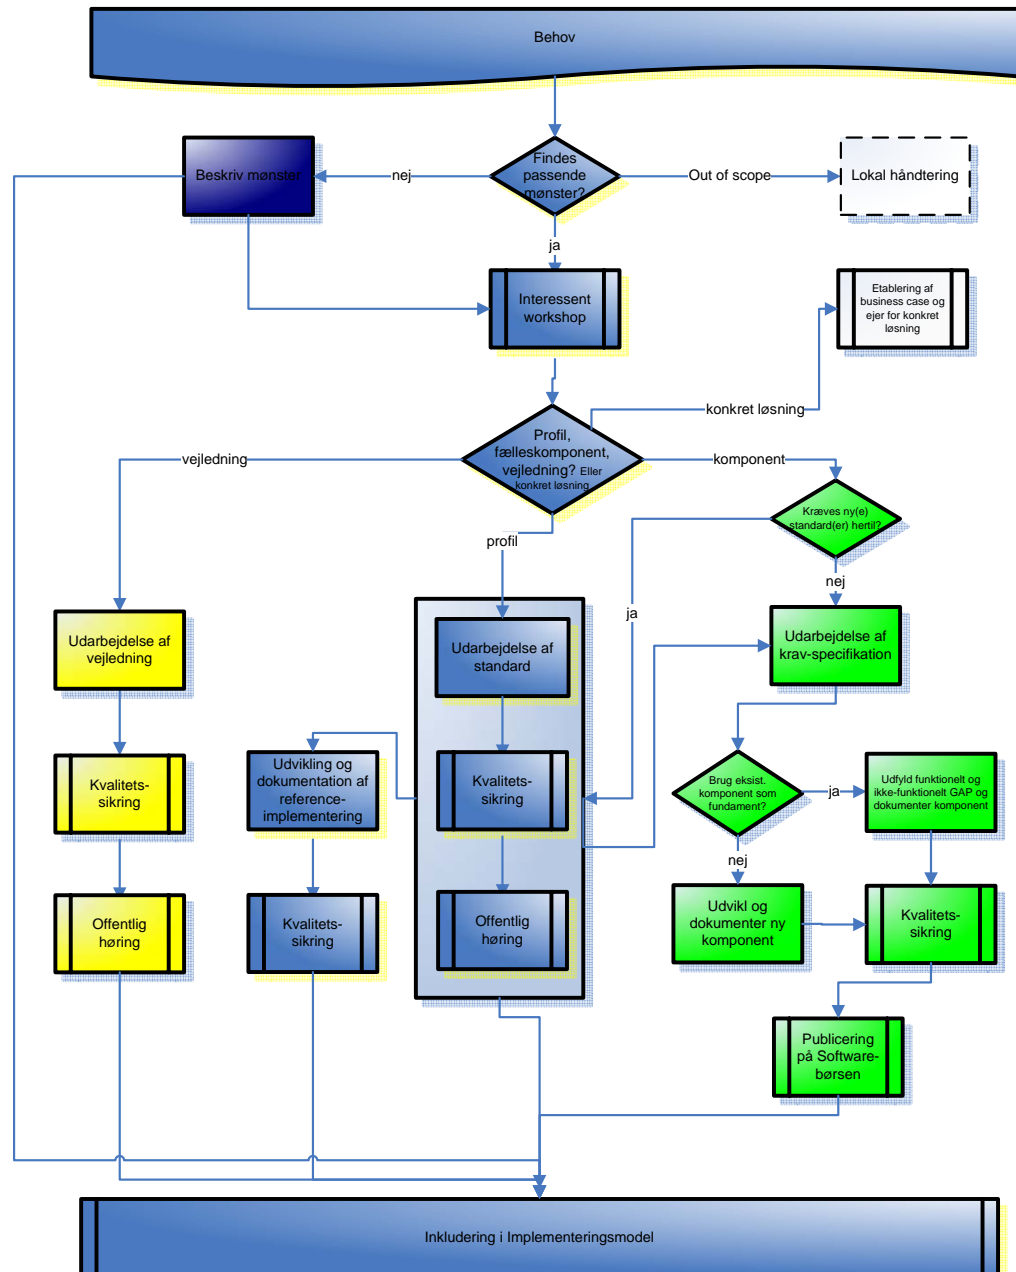 Behov
Findes
passende
mønster?
Beskriv mønster
nej
Out of scope
Lokal håndtering
ja
Interessent
workshop
Etablering af
business case og
ejer for konkret
løsning
konkret løsning
Profil,
fælleskomponent,
vejledning? Eller
konkret løsning
vejledning
komponent
profil
Kræves ny(e)
standard(er) hertil?
nej
ja
Udarbejdelse af
vejledning
Udarbejdelse af
standard
Udarbejdelse af
krav-specifikation
Kvalitets-
sikring
Udvikling og
dokumentation af
reference-
implementering
Kvalitets-
sikring
Brug eksist.
komponent som
fundament?
ja
Udfyld funktionelt og
ikke-funktionelt GAP og
dokumenter komponent
nej
Offentlig
høring
Kvalitets-
sikring
Offentlig
høring
Udvikl og
dokumenter ny
komponent
Kvalitets-
sikring
Publicering
på Software-
børsen
Inkludering i Implementeringsmodel